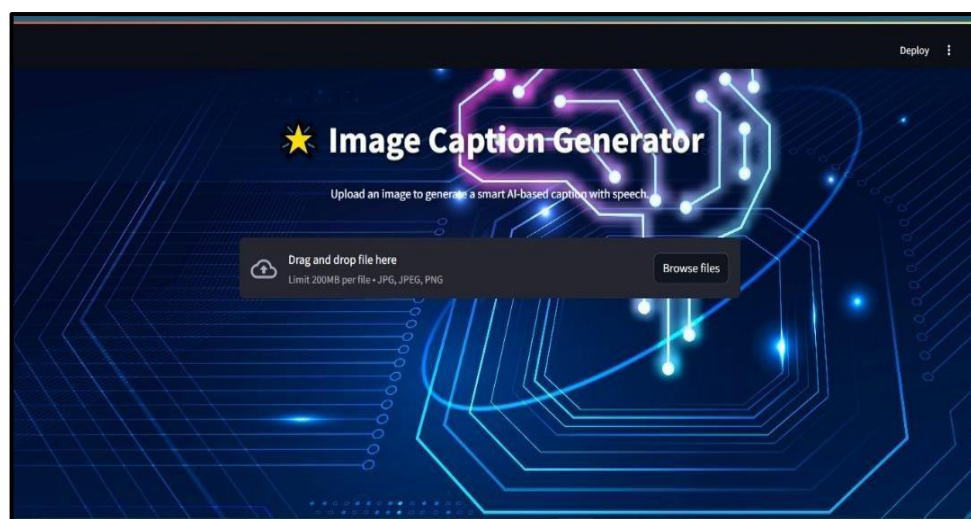 Deploy
Image Caption Generator
Upload an image to generate a smart AI-based caption with speech.
Drag and drop file here
Limit 200MB per file • JPG, JPEG, PNG
Browse files